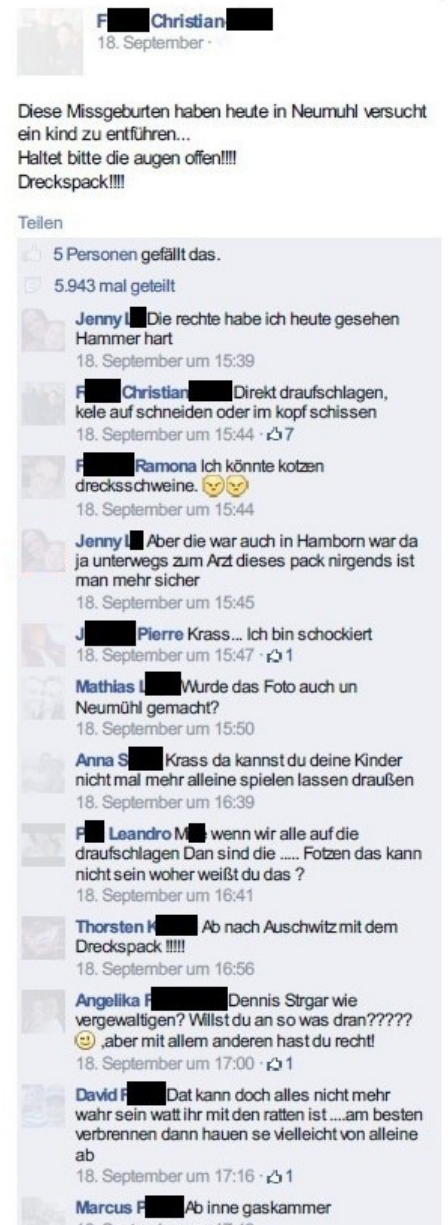 F Christian
18. September ·
Diese Missgeburten haben heute in Neumuhl versucht
ein kind zu entführen...
Haltet bitte die augen offen!!!!
Dreckspack!!!!
Teilen
5 Personen gefällt das.
5.943 mal geteilt
Jenny L Die rechte habe ich heute gesehen
Hammer hart
18. September um 15:39
F Christian Direkt draufschlagen,
kele auf schneiden oder im kopf schissen
18. September um 15:44 · 7
F Ramona Ich könnte kotzen
drecksschweine.
18. September um 15:44
Jenny L Aber die war auch in Hamborn war da
ja unterwegs zum Arzt dieses pack nirgends ist
man mehr sicher
18. September um 15:45
J Pierre Krass... Ich bin schockiert
18. September um 15:47 · 1
Mathias L Wurde das Foto auch un
Neumühl gemacht?
18. September um 15:50
Anna S Krass da kannst du deine Kinder
nicht mal mehr alleine spielen lassen draußen
18. September um 16:39
P Leandro M wenn wir alle auf die
draufschlagen Dan sind die ..... Fotzen das kann
nicht sein woher weißt du das ?
18. September um 16:41
Thorsten K Ab nach Auschwitz mit dem
Dreckspack !!!!!
18. September um 16:56
Angelika F Dennis Strgar wie
vergewaltigen? Willst du an so was dran?????
,aber mit allem anderen hast du recht!
18. September um 17:00 · 1
David F Dat kann doch alles nicht mehr
wahr sein watt ihr mit den ratten ist ....am besten
verbrennen dann hauen se vielleicht von alleine
ab
18. September um 17:16 · 1
Marcus P Ab inne gaskammer